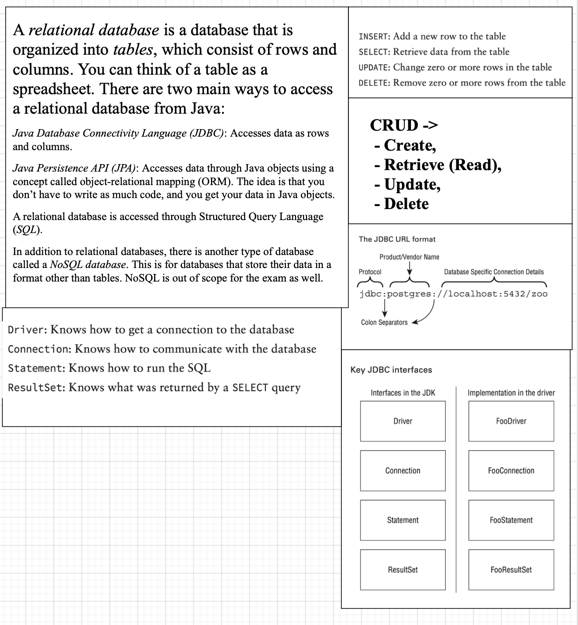 A relational database is a database that is
organized into tables, which consist of rows and
columns. You can think of a table as a
spreadsheet. There are two main ways to access
a relational database from Java:
Java Database Connectivity Language (JDBC): Accesses data as rows
and columns.
Java Persistence API (JPA): Accesses data through Java objects using a
concept called object-relational mapping (ORM). The idea is that you
don't have to write as much code, and you get your data in Java objects.
A relational database is accessed through Structured Query Language
(SQL).
In addition to relational databases, there is another type of database
called a NoSQL database. This is for databases that store their data in a
format other than tables. NoSQL is out of scope for the exam as well.
Driver: Knows how to get a connection to the database
Connection: Knows how to communicate with the database
Statement: Knows how to run the SQL
ResultSet: Knows what was returned by a SELECT query
INSERT: Add a new row to the table
SELECT: Retrieve data from the table
UPDATE: Change zero or more rows in the table
DELETE: Remove zero or more rows from the table
CRUD ->
- Create,
- Retrieve (Read),
- Update,
- Delete
The JDBC URL format
Product/Vendor Name
Protocol
Database Specific Connection Details
jdbc:postgres://localhost:5432/zoo
Colon Separators
Key JDBC interfaces
Interfaces in the JDK
Implementation in the driver
Driver
FooDriver
Connection
FooConnection
Statement
FooStatement
ResultSet
FooResultSet